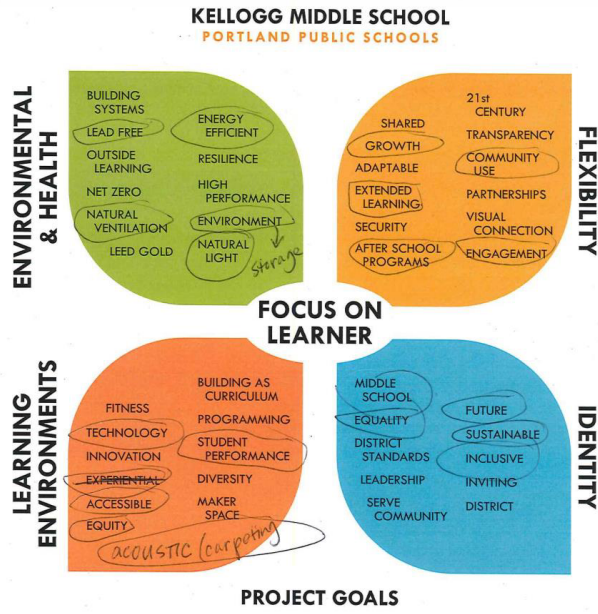 KELLOGG MIDDLE SCHOOL
PORTLAND PUBLIC SCHOOLS
ENVIRONMENTAL
& HEALTH
BUILDING
SYSTEMS
LEAD FREE
OUTSIDE
LEARNING
NET ZERO
NATURAL
VENTILATION
LEED GOLD
ENERGY
EFFICIENT
RESILIENCE
HIGH
PERFORMANCE
ENVIRONMENT
NATURAL
LIGHT
storage
SHARED
GROWTH
ADAPTABLE
EXTENDED
LEARNING
SECURITY
AFTER SCHOOL
PROGRAMS
21st
CENTURY
TRANSPARENCY
COMMUNITY
USE
PARTNERSHIPS
VISUAL
CONNECTION
ENGAGEMENT
FLEXIBILITY
FOCUS ON
LEARNER
LEARNING
ENVIRONMENTS
FITNESS
TECHNOLOGY
INNOVATION
EXPERIENTIAL
ACCESSIBLE
EQUITY
BUILDING AS
CURRICULUM
PROGRAMMING
STUDENT
PERFORMANCE
DIVERSITY
MAKER
SPACE
ACOUSTIC (carpeting
MIDDLE
SCHOOL
EQUALITY
DISTRICT
STANDARDS
LEADERSHIP
SERVE
COMMUNITY
FUTURE
SUSTAINABLE
INCLUSIVE
INVITING
DISTRICT
IDENTITY
PROJECT GOALS